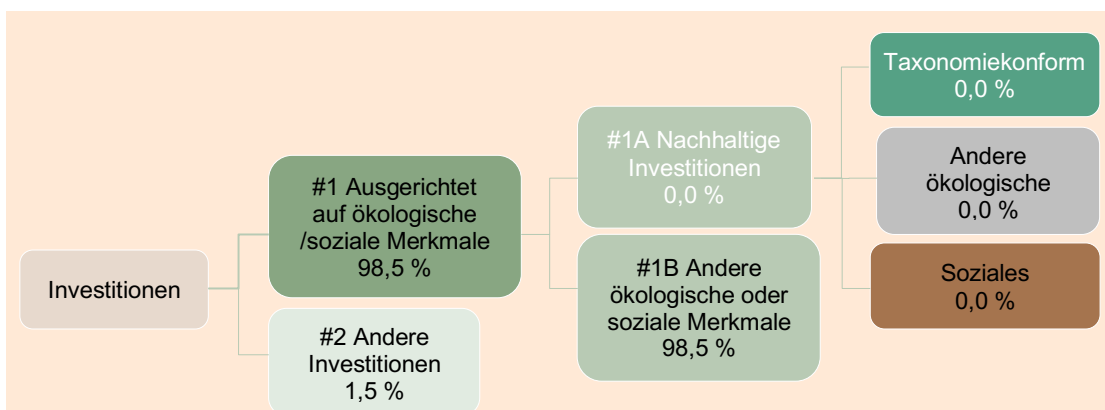 Investitionen
#1 Ausgerichtet
auf ökologische
/soziale Merkmale
98,5 %
#2 Andere
Investitionen
1,5 %
#1A Nachhaltige
Investitionen
0,0 %
#1B Andere
ökologische oder
soziale Merkmale
98,5 %
Taxonomiekonform
0,0 %
Andere
ökologische
0,0 %
Soziales
0,0 %